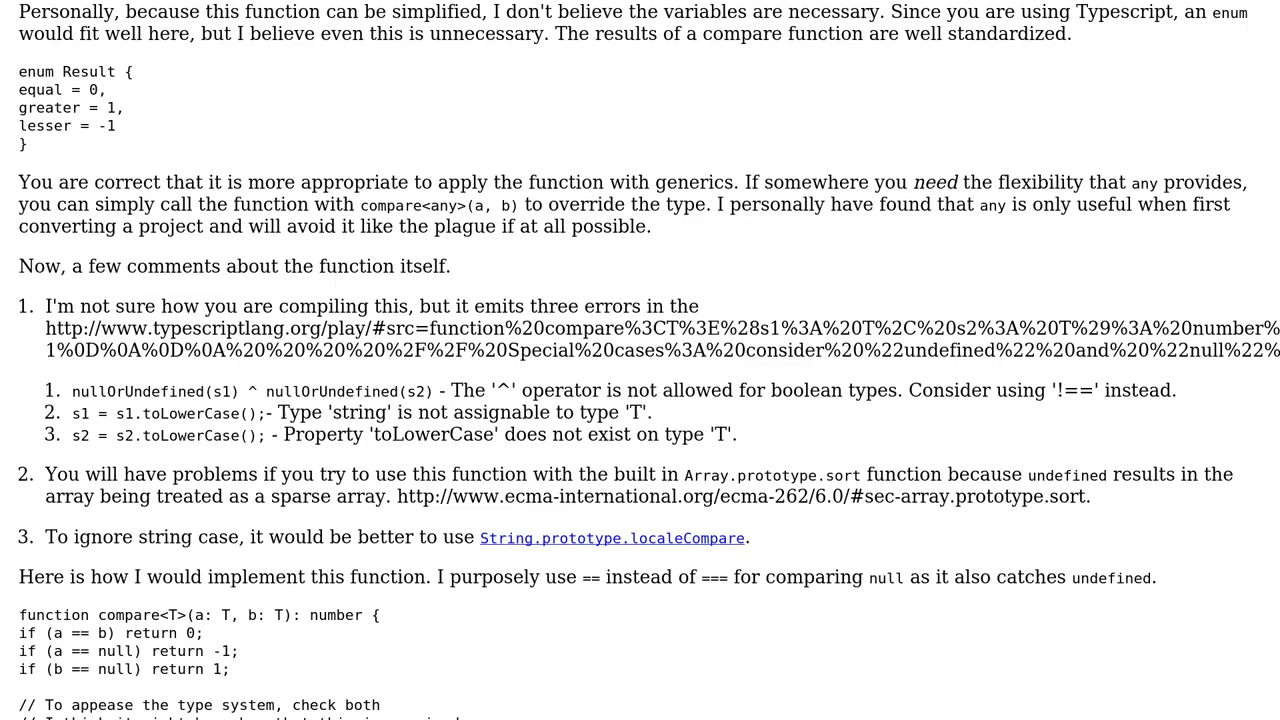 Personally, because this function can be simplified, I don't believe the variables are necessary. Since you are using Typescript, an enum
would fit well here, but I believe even this is unnecessary. The results of a compare function are well standardized.
enum Result {
equal = 0,
greater = 1,
lesser = -1
}
You are correct that it is more appropriate to apply the function with generics. If somewhere you need the flexibility that any provides,
you can simply call the function with compare<any>(a, b) to override the type. I personally have found that any is only useful when first
converting a project and will avoid it like the plague if at all possible.
Now, a few comments about the function itself.
1. I'm not sure how you are compiling this, but it emits three errors in the
http://www.typescriptlang.org/play/#src=function%20compare%3CT%3E%28s1%3A%20T%2C%20s2%3A%20T%29%3A%20number%
1%0D%0A%0D%0A%20%20%20%20%2F%2F%20Special%20cases%3A%20consider%20%22undefined%22%20and%20%22null%22%
1. nullOrUndefined(s1) ^ nullOrUndefined(s2) - The '^' operator is not allowed for boolean types. Consider using '!==' instead.
2. s1 = s1.toLowerCase();- Type 'string' is not assignable to type 'T'.
3. s2 = s2.toLowerCase(); - Property 'toLowerCase' does not exist on type 'T'.
2. You will have problems if you try to use this function with the built in Array.prototype.sort function because undefined results in the
array being treated as a sparse array. http://www.ecma-international.org/ecma-262/6.0/#sec-array.prototype.sort.
3. To ignore string case, it would be better to use String.prototype.localeCompare.
Here is how I would implement this function. I purposely use == instead of === for comparing null as it also catches undefined.
function compare<T>(a: T, b: T): number {
if (a == b) return 0;
if (a == null) return -1;
if (b == null) return 1;
// To appease the type system, check both